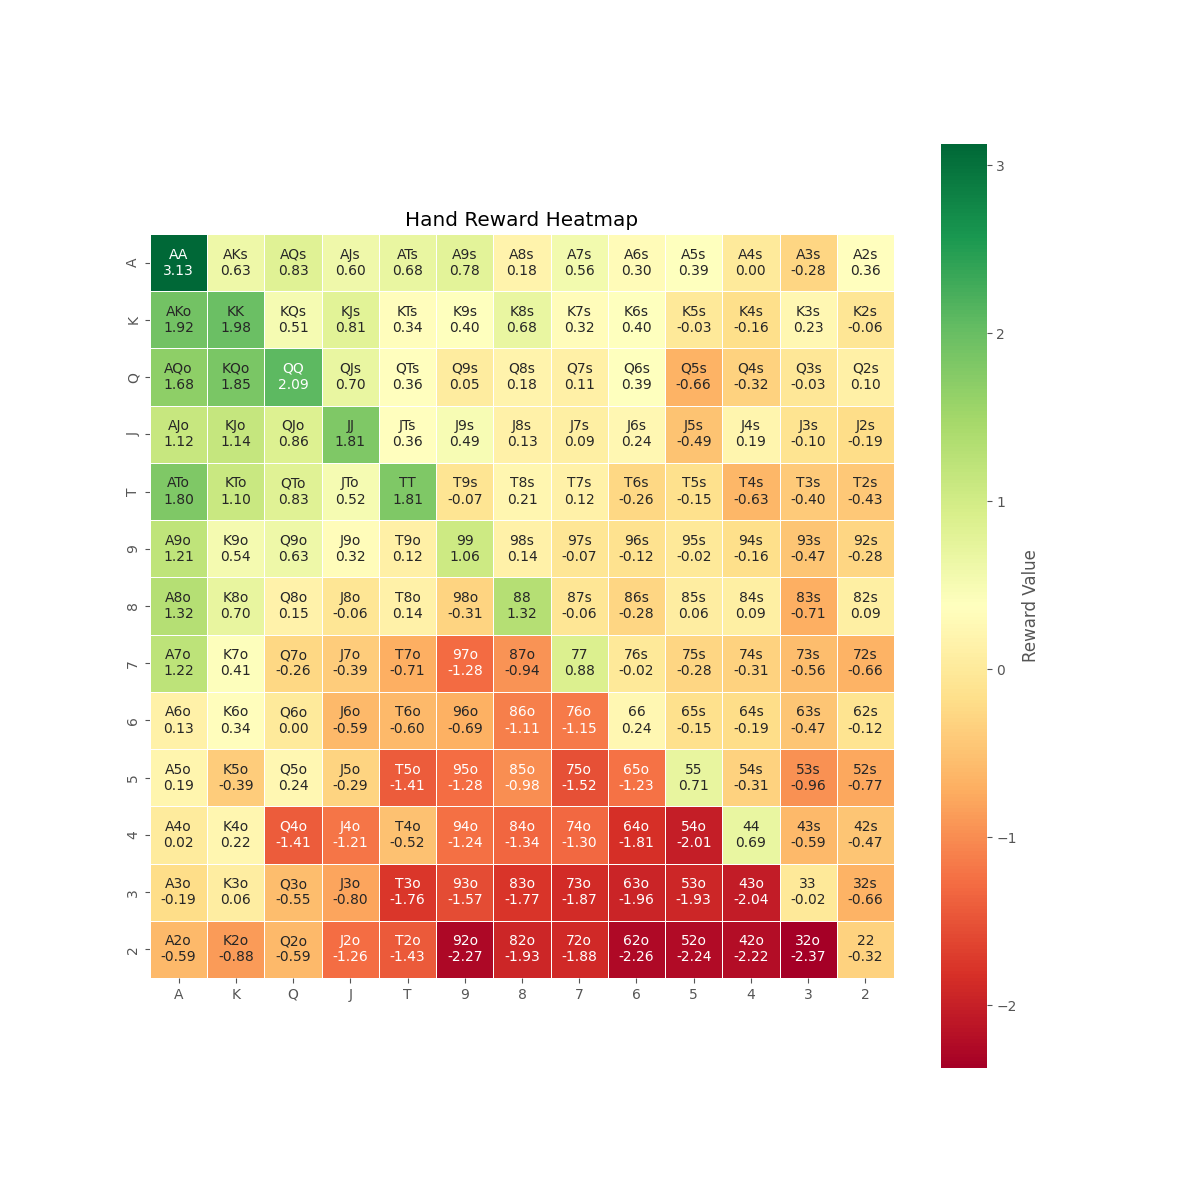 Hand Reward Heatmap
A AA AKs AQs AJs ATs A9s A8s A7s A6s A5s A4s A3s A2s
3.13 0.63 0.83 0.60 0.68 0.78 0.18 0.56 0.30 0.39 0.00 -0.28 0.36
K AKo KK KQs KJs KTs K9s K8s K7s K6s K5s K4s K3s K2s
1.92 1.98 0.51 0.81 0.34 0.40 0.68 0.32 0.40 -0.03 -0.16 0.23 -0.06
Q AQo KQo QQ QJs QTs Q9s Q8s Q7s Q6s Q5s Q4s Q3s Q2s
1.68 1.85 2.09 0.70 0.36 0.05 0.18 0.11 0.39 -0.66 -0.32 -0.03 0.10
J AJo KJo QJo JJ JTs J9s J8s J7s J6s J5s J4s J3s J2s
1.12 1.14 0.86 1.81 0.36 0.49 0.13 0.09 0.24 -0.49 0.19 -0.10 -0.19
T ATo KTo QTo JTo TT T9s T8s T7s T6s T5s T4s T3s T2s
1.80 1.10 0.83 0.52 1.81 -0.07 0.21 0.12 -0.26 -0.15 -0.63 -0.40 -0.43
9 A9o K9o Q9o J9o T9o 99 98s 97s 96s 95s 94s 93s 92s
1.21 0.54 0.63 0.32 0.12 1.06 0.14 -0.07 -0.12 -0.02 -0.16 -0.47 -0.28
8 A8o K8o Q8o J8o T8o 98o 88 87s 86s 85s 84s 83s 82s
1.32 0.70 0.15 -0.06 0.14 -0.31 1.32 -0.06 -0.28 0.06 0.09 -0.71 0.09
7 A7o K7o Q7o J7o T7o 97o 87o 77 76s 75s 74s 73s 72s
1.22 0.41 -0.26 -0.39 -0.71 -1.28 -0.94 0.88 -0.02 -0.28 -0.31 -0.56 -0.66
6 A6o K6o Q6o J6o T6o 96o 86o 76o 66 65s 64s 63s 62s
0.13 0.34 0.00 -0.59 -0.60 -0.69 -1.11 -1.15 0.24 -0.15 -0.19 -0.47 -0.12
5 A5o K5o Q5o J5o T5o 95o 85o 75o 65o 55 54s 53s 52s
0.19 -0.39 0.24 -0.29 -1.41 -1.28 -0.98 -1.52 -1.23 0.71 -0.31 -0.96 -0.77
4 A4o K4o Q4o J4o T4o 94o 84o 74o 64o 54o 44 43s 42s
0.02 0.22 -1.41 -1.21 -0.52 -1.24 -1.34 -1.30 -1.81 -2.01 0.69 -0.59 -0.47
3 A3o K3o Q3o J3o T3o 93o 83o 73o 63o 53o 43o 33 32s
-0.19 0.06 -0.55 -0.80 -1.76 -1.57 -1.77 -1.87 -1.96 -1.93 -2.04 -0.02 -0.66
2 A2o K2o Q2o J2o T2o 92o 82o 72o 62o 52o 42o 32o 22
-0.59 -0.88 -0.59 -1.26 -1.43 -2.27 -1.93 -1.88 -2.26 -2.24 -2.22 -2.37 -0.32
A K Q J T 9 8 7 6 5 4 3 2
3
2
1
0
−1
−2
Reward Value